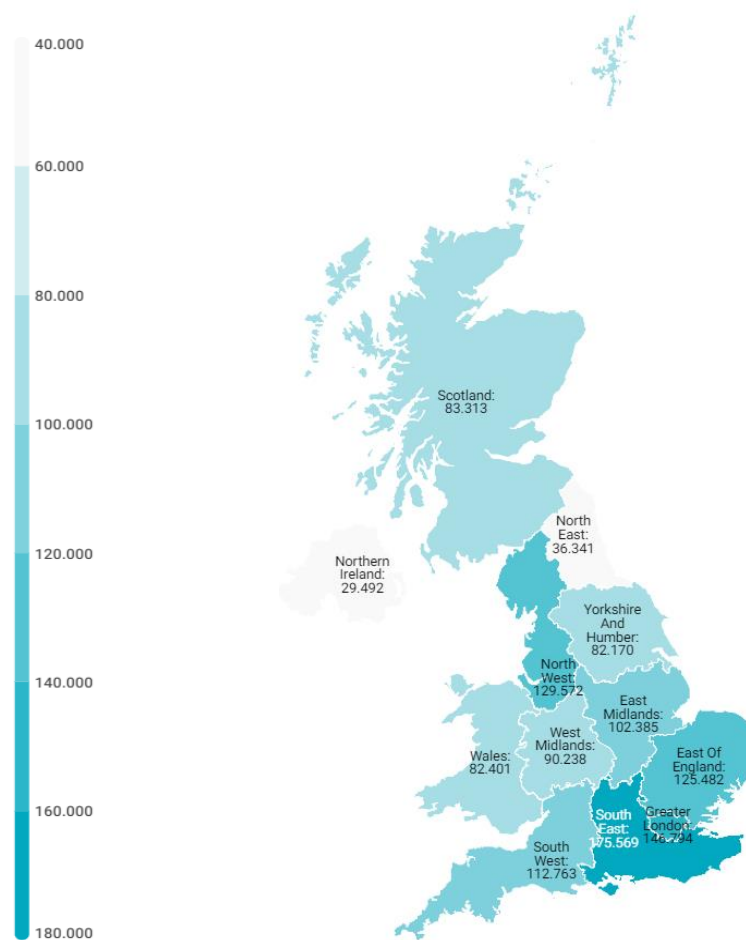 40.000
60.000
80.000
100.000
120.000
140.000
160.000
180.000
Scotland:
83.313
North
East:
36.341
Northern
Ireland:
29.492
Yorkshire
And
Humber:
82.170
North
West:
129.572
East
Midlands:
102.385
West
Midlands:
90.238
Wales:
82.401
East Of
England:
125.482
South
East:
175.569
Greater
London:
146.794
South
West:
112.763